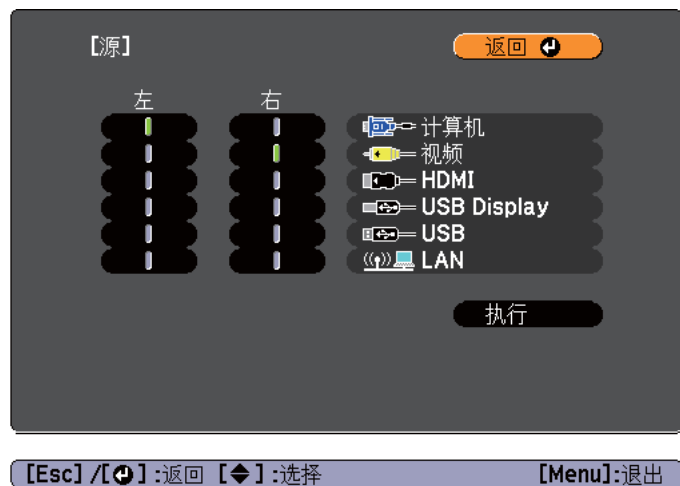 【源】
返回
左 右
计算机
视频
HDMI
USB Display
USB
LAN
执行
[Esc] /[ ] :返回 [ ] :选择 [Menu]:退出